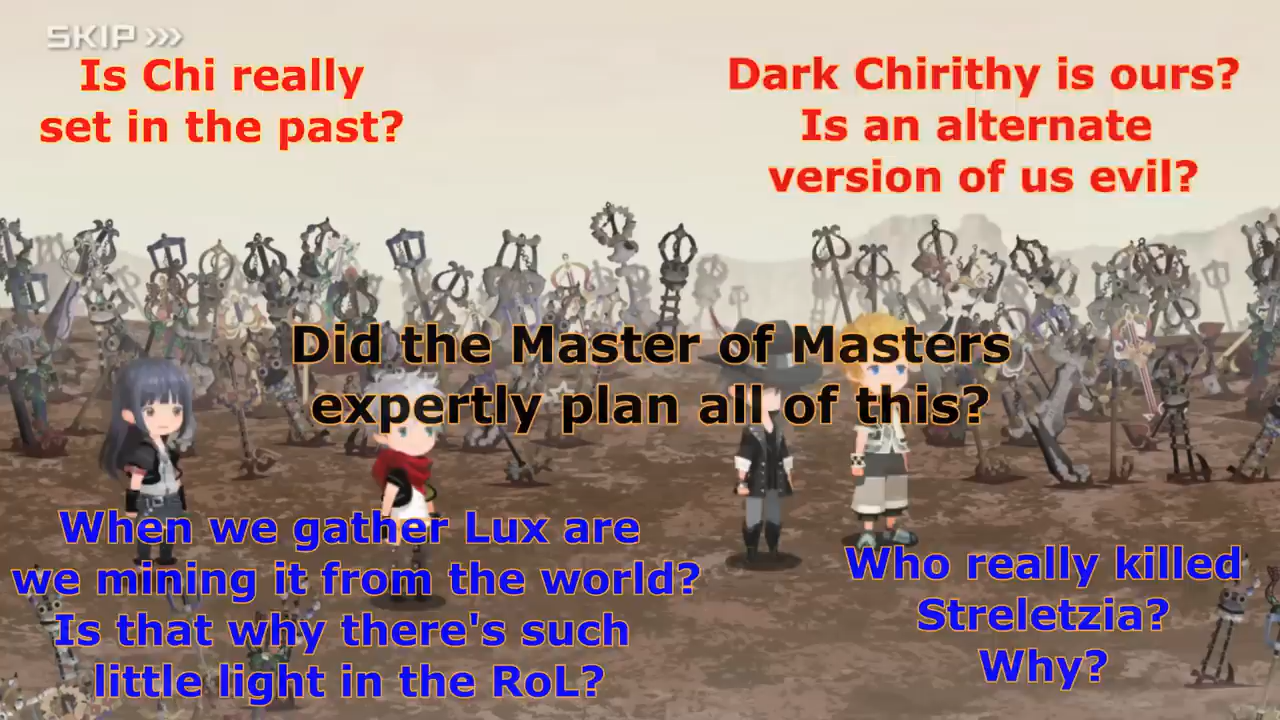 SKIP >>>
Is Chi really
set in the past?
Dark Chirithy is ours?
Is an alternate
version of us evil?
Did the Master of Masters
expertly plan all of this?
When we gather Lux are
we mining it from the world?
Is that why there's such
little light in the RoL?
Who really killed
Streletzia?
Why?